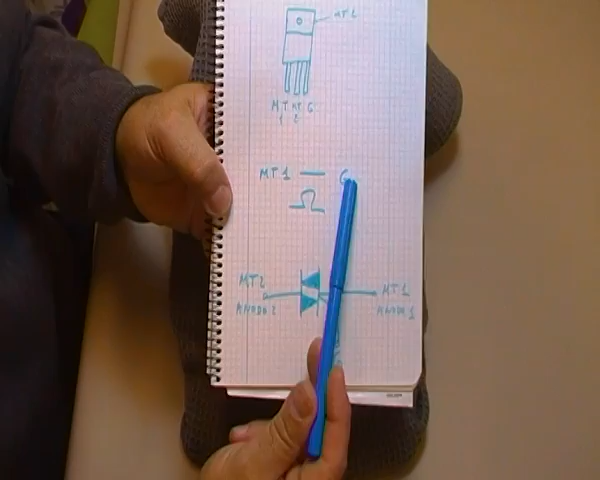 MT2
MT MT G
1 2
MT1 — G
Ω
MT2 MT1
ANODO 2 ANODO 1